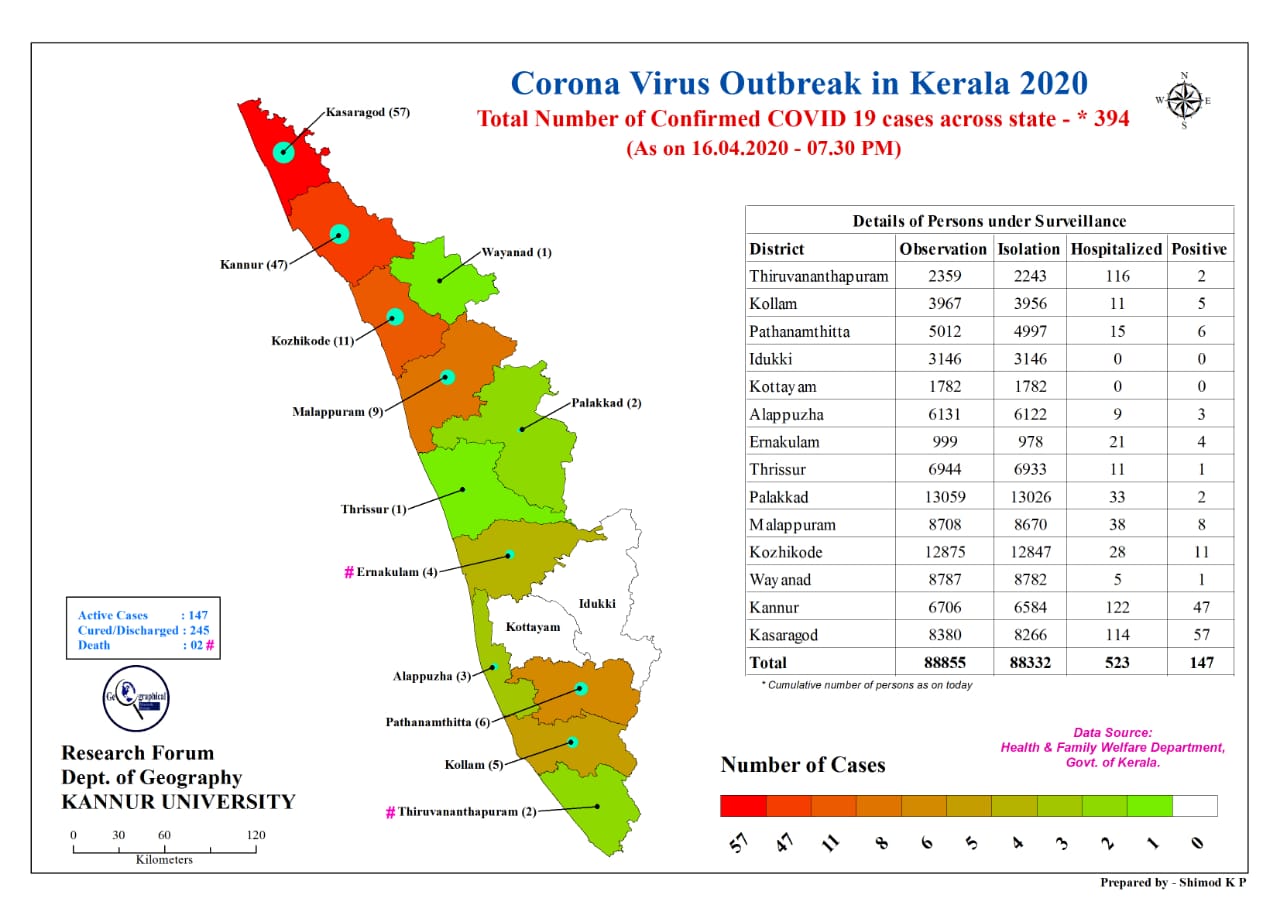 Corona Virus Outbreak in Kerala 2020
Total Number of Confirmed COVID 19 cases across state - * 394
(As on 16.04.2020 - 07.30 PM)
N
W E
S
Kasaragod (57)
Kannur (47)
Wayanad (1)
Kozhikode (11)
Malappuram (9)
Palakkad (2)
Thrissur (1)
# Ernakulam (4)
Idukki
Kottayam
Alappuzha (3)
Pathanamthitta (6)
Kollam (5)
# Thiruvananthapuram (2)
Details of Persons under Surveillance
District Observation Isolation Hospitalized Positive
Thiruvananthapuram 2359 2243 116 2
Kollam 3967 3956 11 5
Pathanamthitta 5012 4997 15 6
Idukki 3146 3146 0 0
Kottayam 1782 1782 0 0
Alappuzha 6131 6122 9 3
Ernakulam 999 978 21 4
Thrissur 6944 6933 11 1
Palakkad 13059 13026 33 2
Malappuram 8708 8670 38 8
Kozhikode 12875 12847 28 11
Wayanad 8787 8782 5 1
Kannur 6706 6584 122 47
Kasaragod 8380 8266 114 57
Total 88855 88332 523 147
* Cumulative number of persons as on today
Data Source:
Health & Family Welfare Department,
Govt. of Kerala.
Number of Cases
57 47 11 8 6 5 4 3 2 1 0
Active Cases : 147
Cured/Discharged : 245
Death : 02 #
Research Forum
Dept. of Geography
KANNUR UNIVERSITY
0 30 60 120
Kilometers
Prepared by - Shimod K P